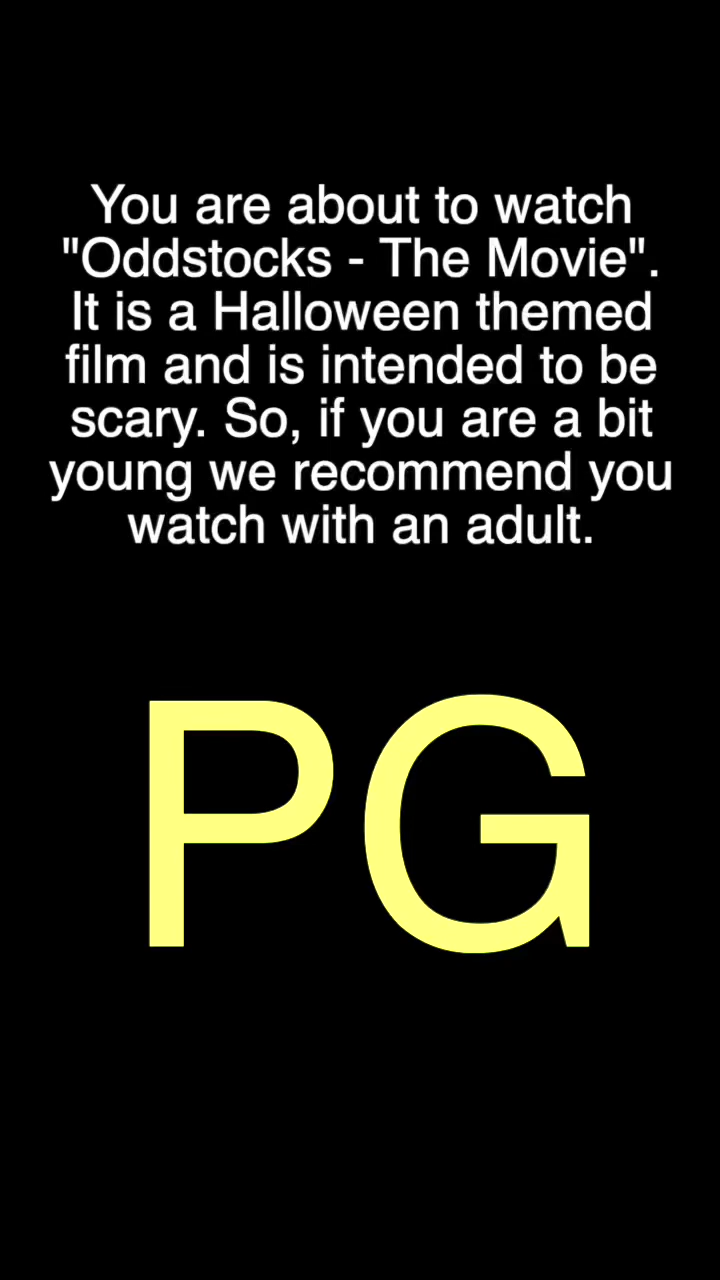 You are about to watch
"Oddstocks - The Movie".
It is a Halloween themed
film and is intended to be
scary. So, if you are a bit
young we recommend you
watch with an adult.
PG